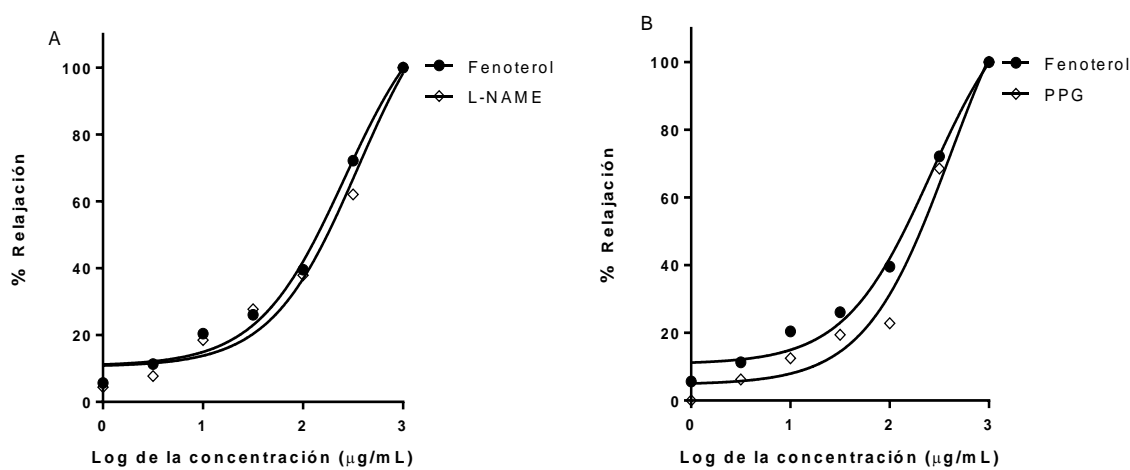 A
Fenoterol
L-NAME
% Relajación
100
80
60
40
20
0
0 1 2 3
Log de la concentración (μg/mL)
B
Fenoterol
PPG
% Relajación
100
80
60
40
20
0
0 1 2 3
Log de la concentración (μg/mL)